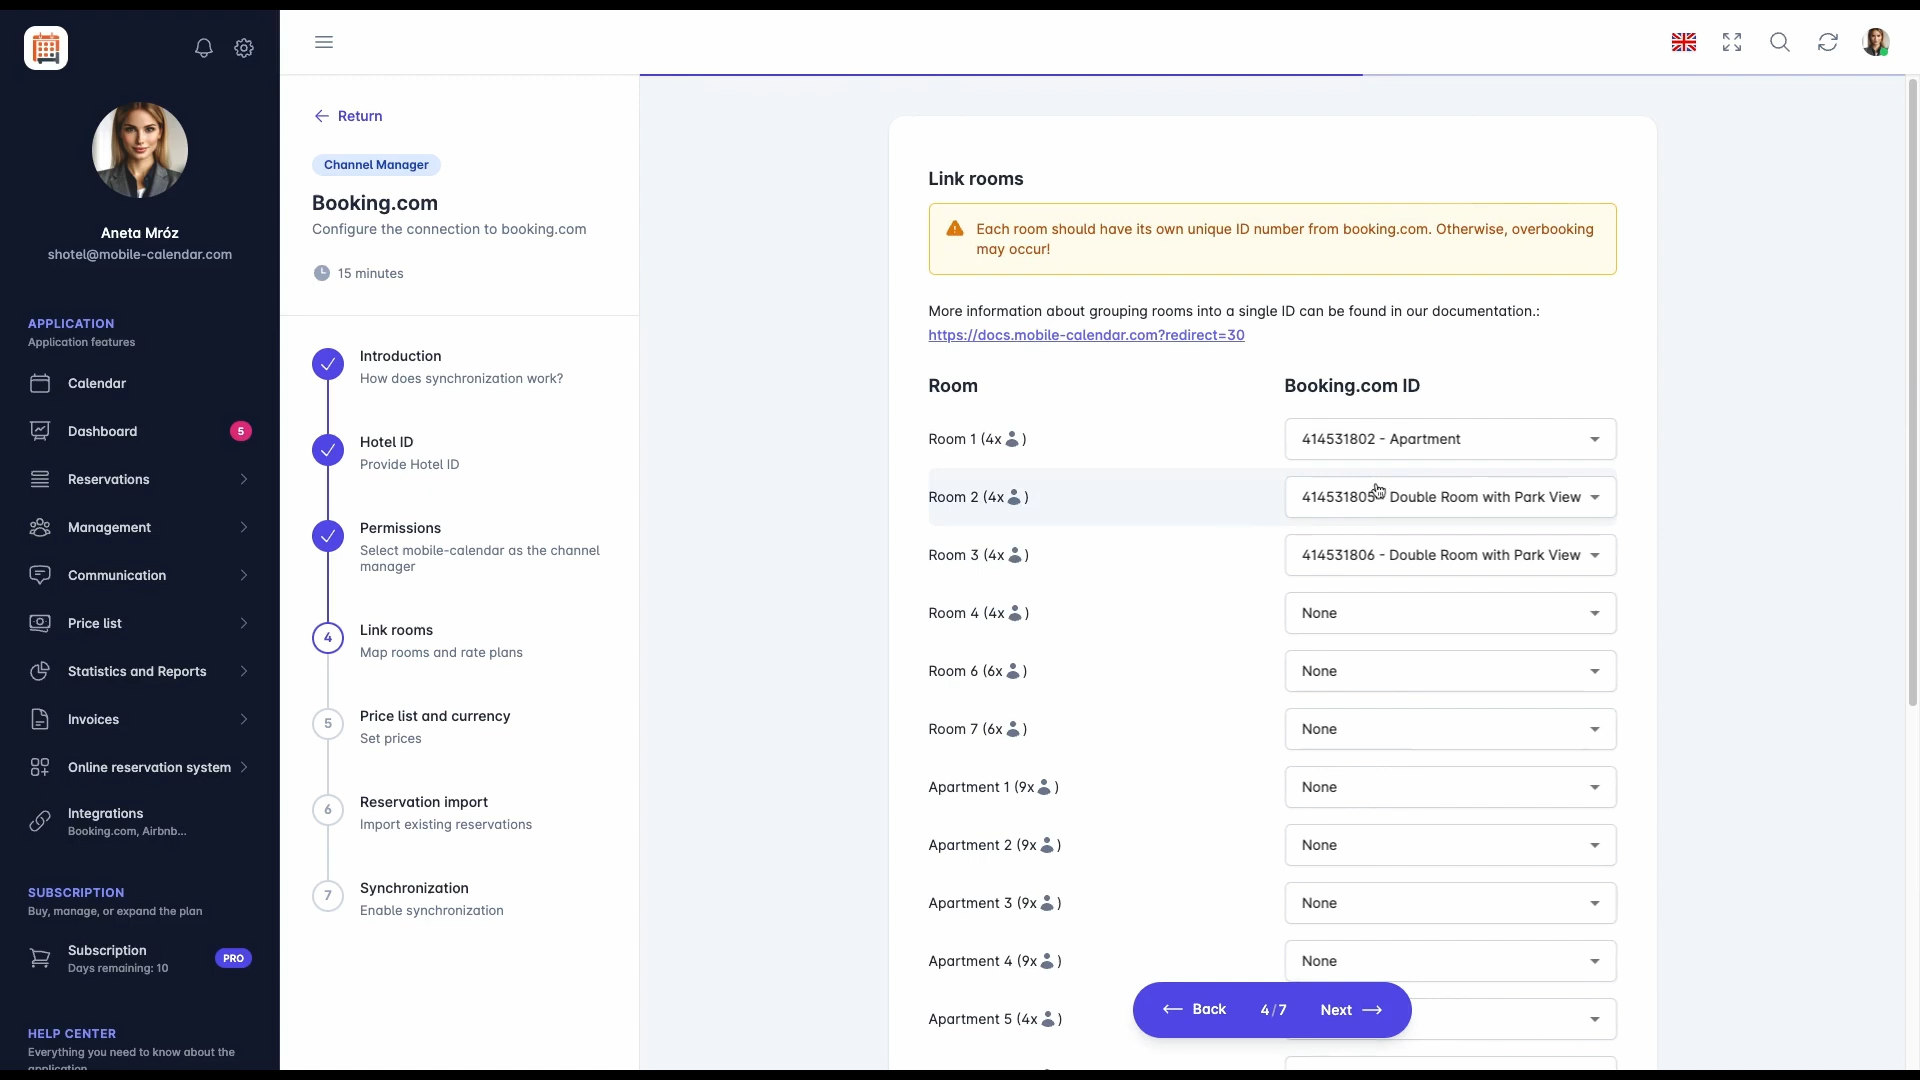 Aneta Mróz
shotel@mobile-calendar.com
APPLICATION
Application features
Calendar
Dashboard
5
Reservations
Management
Communication
Price list
Statistics and Reports
Invoices
Online reservation system
Integrations
Booking.com, Airbnb...
SUBSCRIPTION
Buy, manage, or expand the plan
Subscription
Days remaining: 10
PRO
HELP CENTER
Everything you need to know about the
application
Return
Channel Manager
Booking.com
Configure the connection to booking.com
15 minutes
Introduction
How does synchronization work?
Hotel ID
Provide Hotel ID
Permissions
Select mobile-calendar as the channel
manager
4
Link rooms
Map rooms and rate plans
5
Price list and currency
Set prices
6
Reservation import
Import existing reservations
7
Synchronization
Enable synchronization
Link rooms
Each room should have its own unique ID number from booking.com. Otherwise, overbooking
may occur!
More information about grouping rooms into a single ID can be found in our documentation.:
https://docs.mobile-calendar.com?redirect=30
Room Booking.com ID
Room 1 (4x ) 414531802 - Apartment
Room 2 (4x ) 414531805 Double Room with Park View
Room 3 (4x ) 414531806 - Double Room with Park View
Room 4 (4x ) None
Room 6 (6x ) None
Room 7 (6x ) None
Apartment 1 (9x ) None
Apartment 2 (9x ) None
Apartment 3 (9x ) None
Apartment 4 (9x ) None
Apartment 5 (4x )
Back 4/7 Next